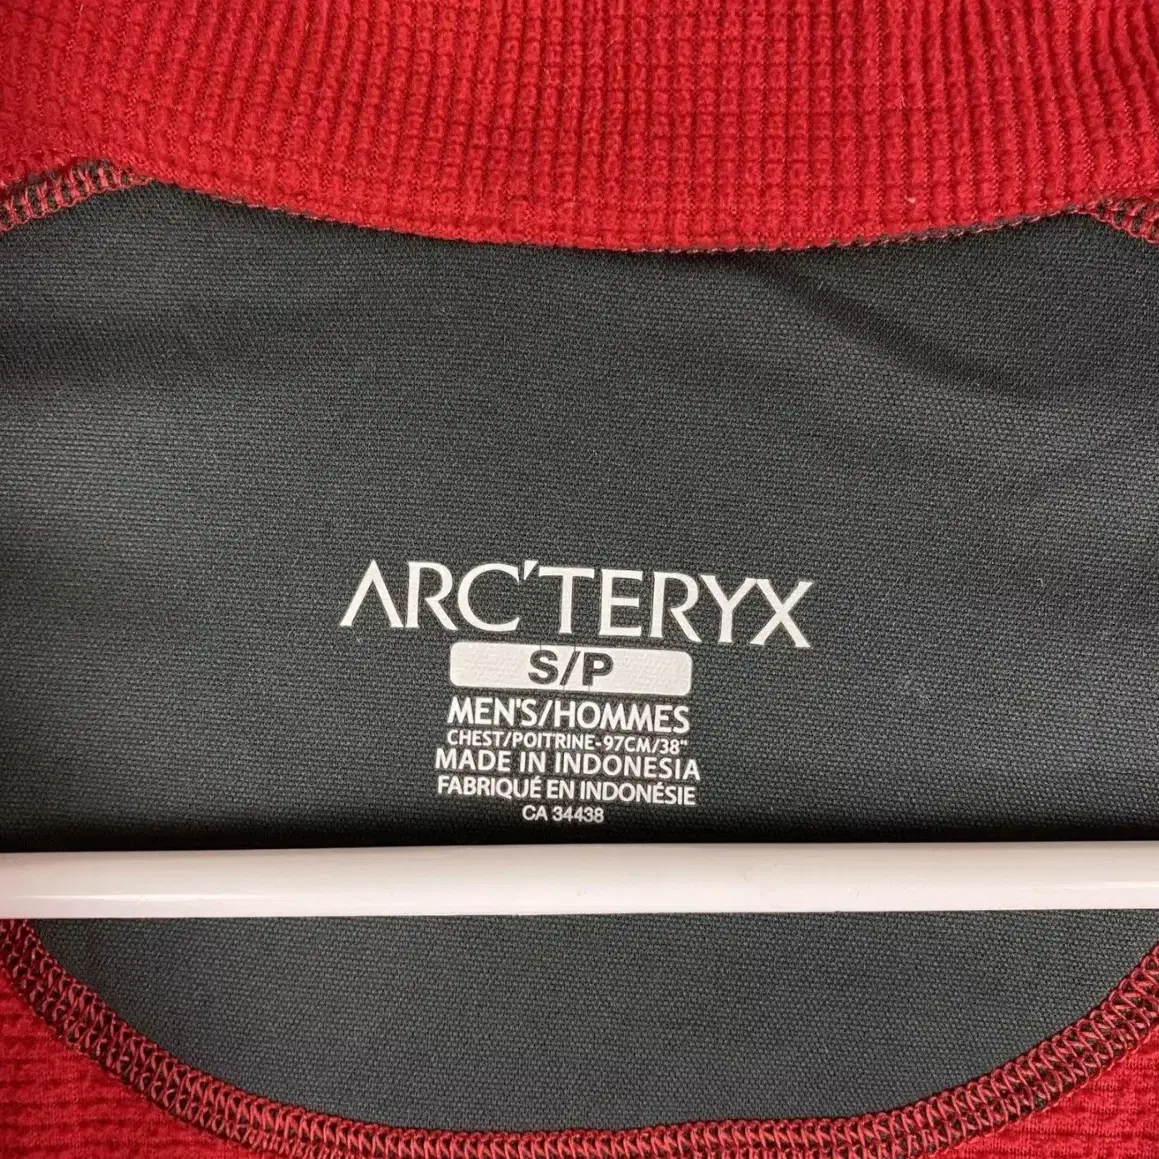 ARC'TERYX
S/P
MEN'S/HOMMES
CHEST/POITRINE-97CM/38"
MADE IN INDONESIA
FABRIQUÉ EN INDONÉSIE
CA 34438